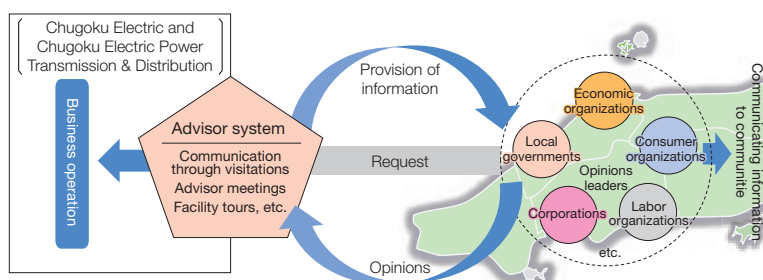 Chugoku Electric and
Chugoku Electric Power
Transmission & Distribution
Business operation
Advisor system
Communication
through visitations
Advisor meetings
Facility tours, etc.
Provision of
information
Request
Opinions
Economic
organizations
Local
governments
Consumer
organizations
Opinions
leaders
Corporations
Labor
organizations
etc.
Communicating information
to communitie